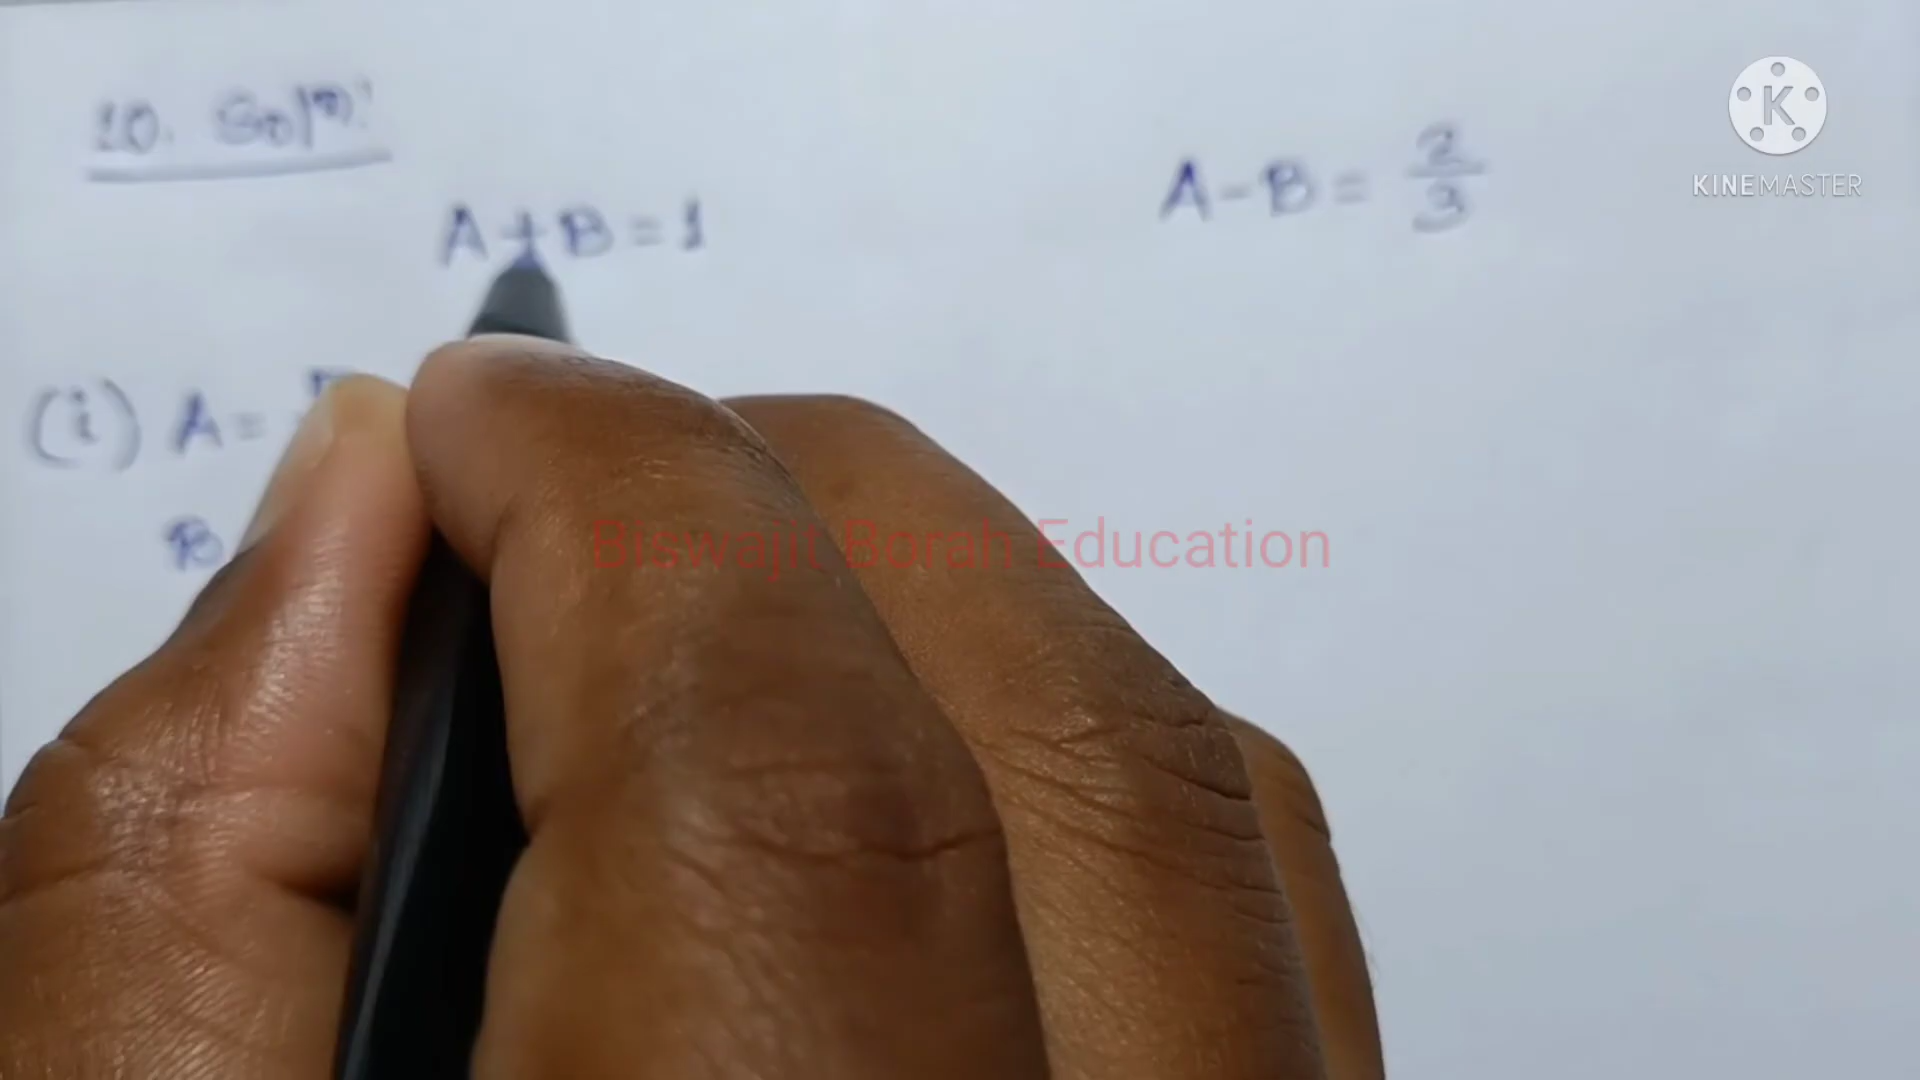 10. Solⁿ:
A + B = 1
A - B = 2/3
(i) A =
B
Biswajit Borah Education
K
KINEMASTER